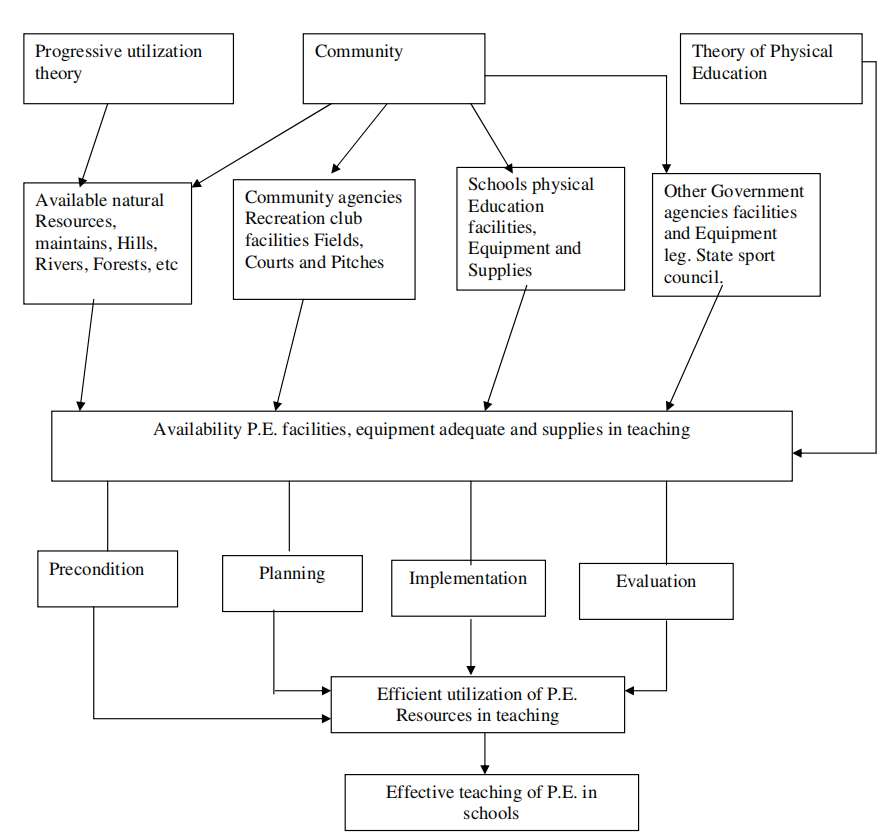 Progressive utilization
theory
Community
Theory of Physical
Education
Available natural
Resources,
maintains, Hills,
Rivers, Forests, etc
Community agencies
Recreation club
facilities Fields,
Courts and Pitches
Schools physical
Education
facilities,
Equipment and
Supplies
Other Government
agencies facilities
and Equipment
leg. State sport
council.
Availability P.E. facilities, equipment adequate and supplies in teaching
Precondition
Planning
Implementation
Evaluation
Efficient utilization of P.E.
Resources in teaching
Effective teaching of P.E. in
schools